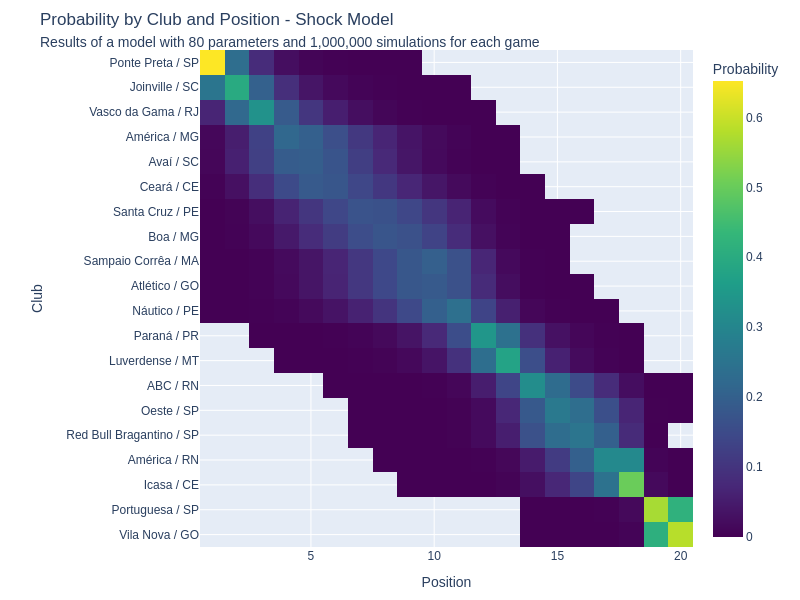 Probability by Club and Position - Shock Model
Results of a model with 80 parameters and 1,000,000 simulations for each game
Probability
Ponte Preta / SP
Joinville / SC
Vasco da Gama / RJ
América / MG
Avaí / SC
Ceará / CE
Santa Cruz / PE
Boa / MG
Sampaio Corrêa / MA
Atlético / GO
Náutico / PE
Paraná / PR
Luverdense / MT
ABC / RN
Oeste / SP
Red Bull Bragantino / SP
América / RN
Icasa / CE
Portuguesa / SP
Vila Nova / GO
Club
5
10
15
20
Position
0.6
0.5
0.4
0.3
0.2
0.1
0